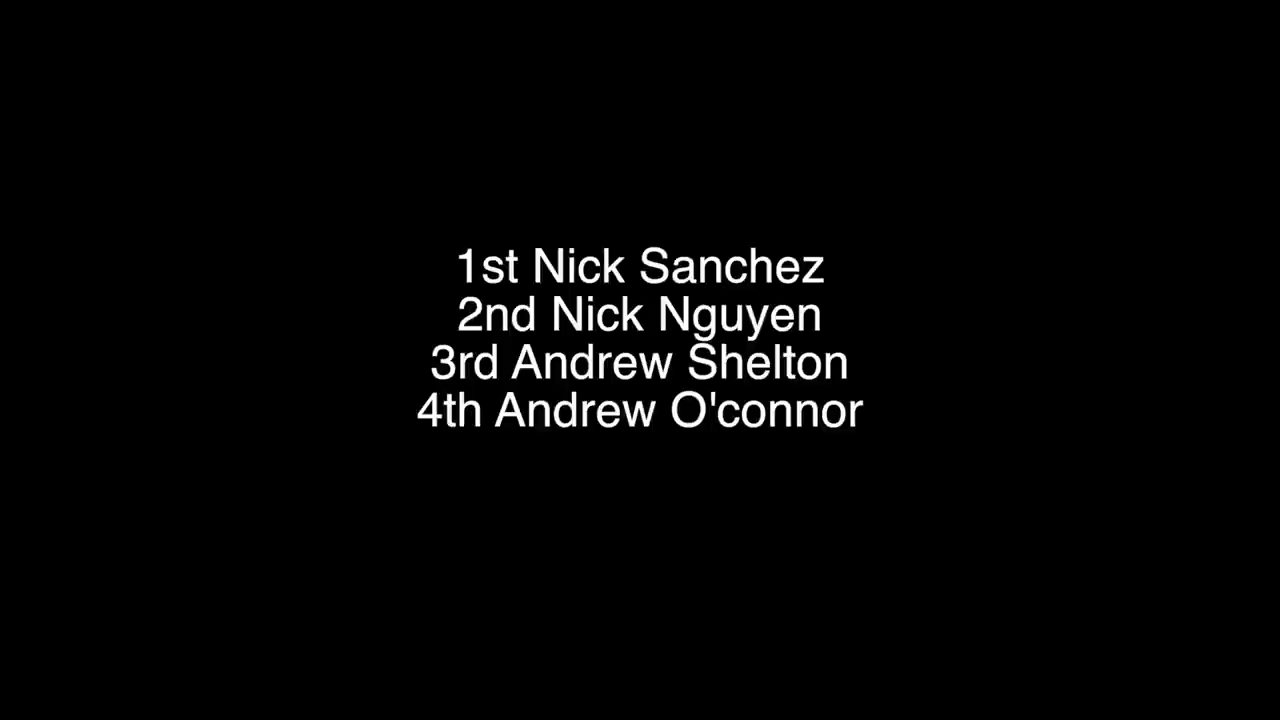 1st Nick Sanchez
2nd Nick Nguyen
3rd Andrew Shelton
4th Andrew O'connor